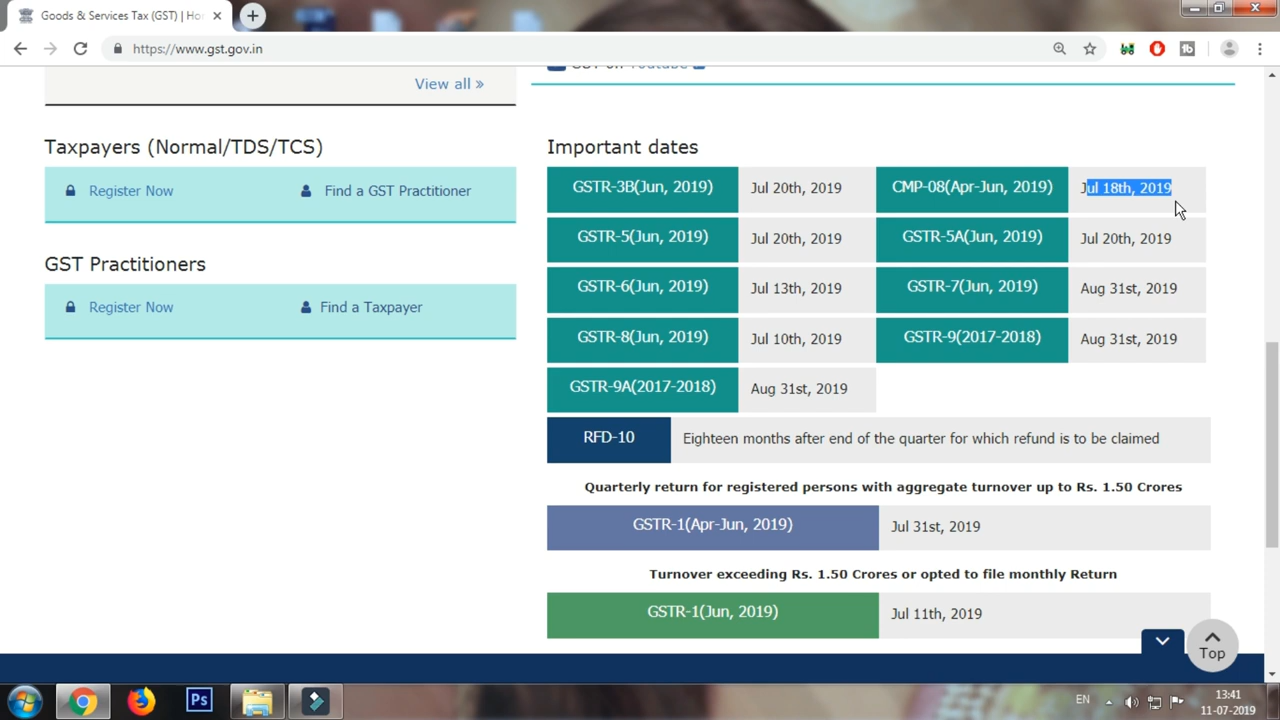 Goods & Services Tax (GST) | Ho
https://www.gst.gov.in
View all »
Taxpayers (Normal/TDS/TCS)
Register Now
Find a GST Practitioner
GST Practitioners
Register Now
Find a Taxpayer
Important dates
GSTR-3B(Jun, 2019) Jul 20th, 2019 CMP-08(Apr-Jun, 2019) Jul 18th, 2019
GSTR-5(Jun, 2019) Jul 20th, 2019 GSTR-5A(Jun, 2019) Jul 20th, 2019
GSTR-6(Jun, 2019) Jul 13th, 2019 GSTR-7(Jun, 2019) Aug 31st, 2019
GSTR-8(Jun, 2019) Jul 10th, 2019 GSTR-9(2017-2018) Aug 31st, 2019
GSTR-9A(2017-2018) Aug 31st, 2019
RFD-10 Eighteen months after end of the quarter for which refund is to be claimed
Quarterly return for registered persons with aggregate turnover up to Rs. 1.50 Crores
GSTR-1(Apr-Jun, 2019) Jul 31st, 2019
Turnover exceeding Rs. 1.50 Crores or opted to file monthly Return
GSTR-1(Jun, 2019) Jul 11th, 2019
Top
Ps
EN
13:41
11-07-2019